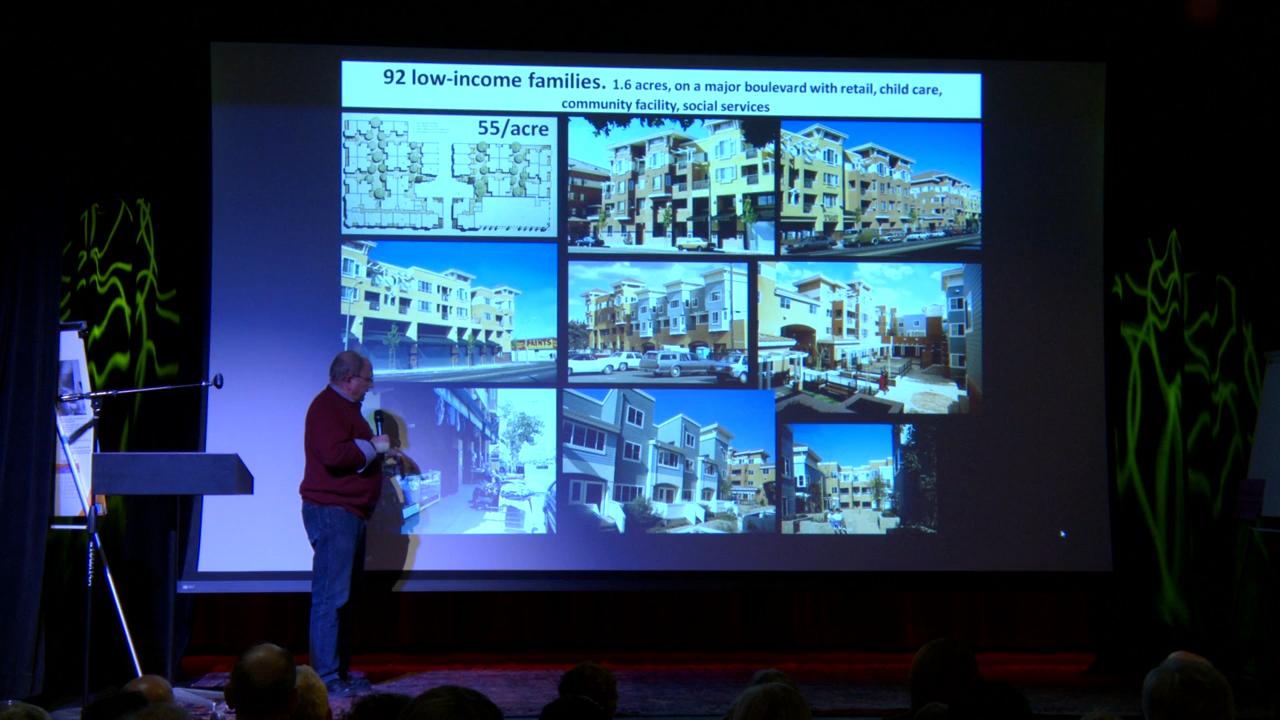 92 low-income families. 1.6 acres, on a major boulevard with retail, child care,
community facility, social services
55/acre
PAINTS